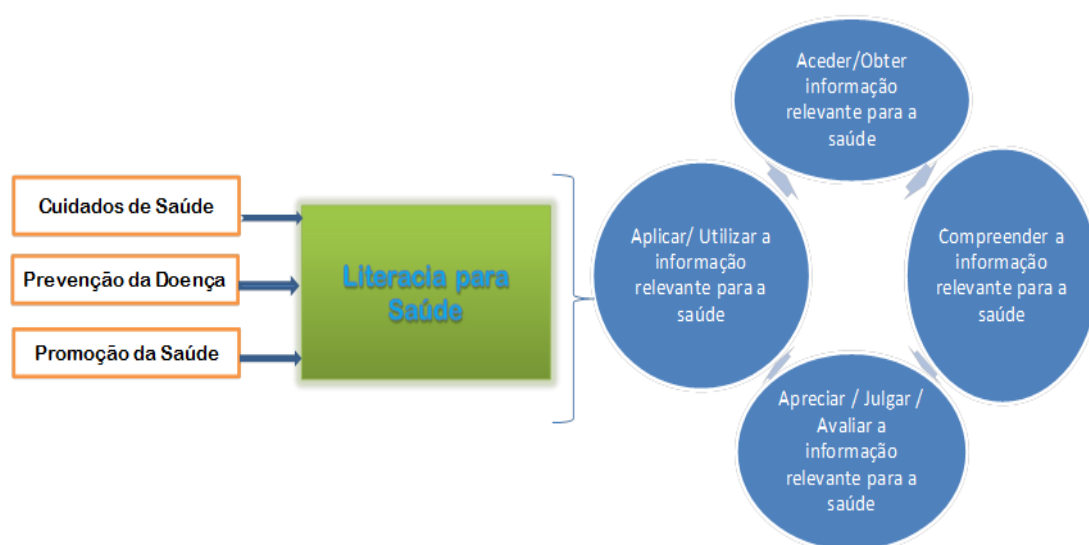 Cuidados de Saúde
Prevenção da Doença
Promoção da Saúde
Literacia para
Saúde
Aceder/Obter
informação
relevante para a
saúde
Aplicar/ Utilizar a
informação
relevante para a
saúde
Compreender a
informação
relevante para a
saúde
Apreciar / Julgar /
Avaliar a
informação
relevante para a
saúde